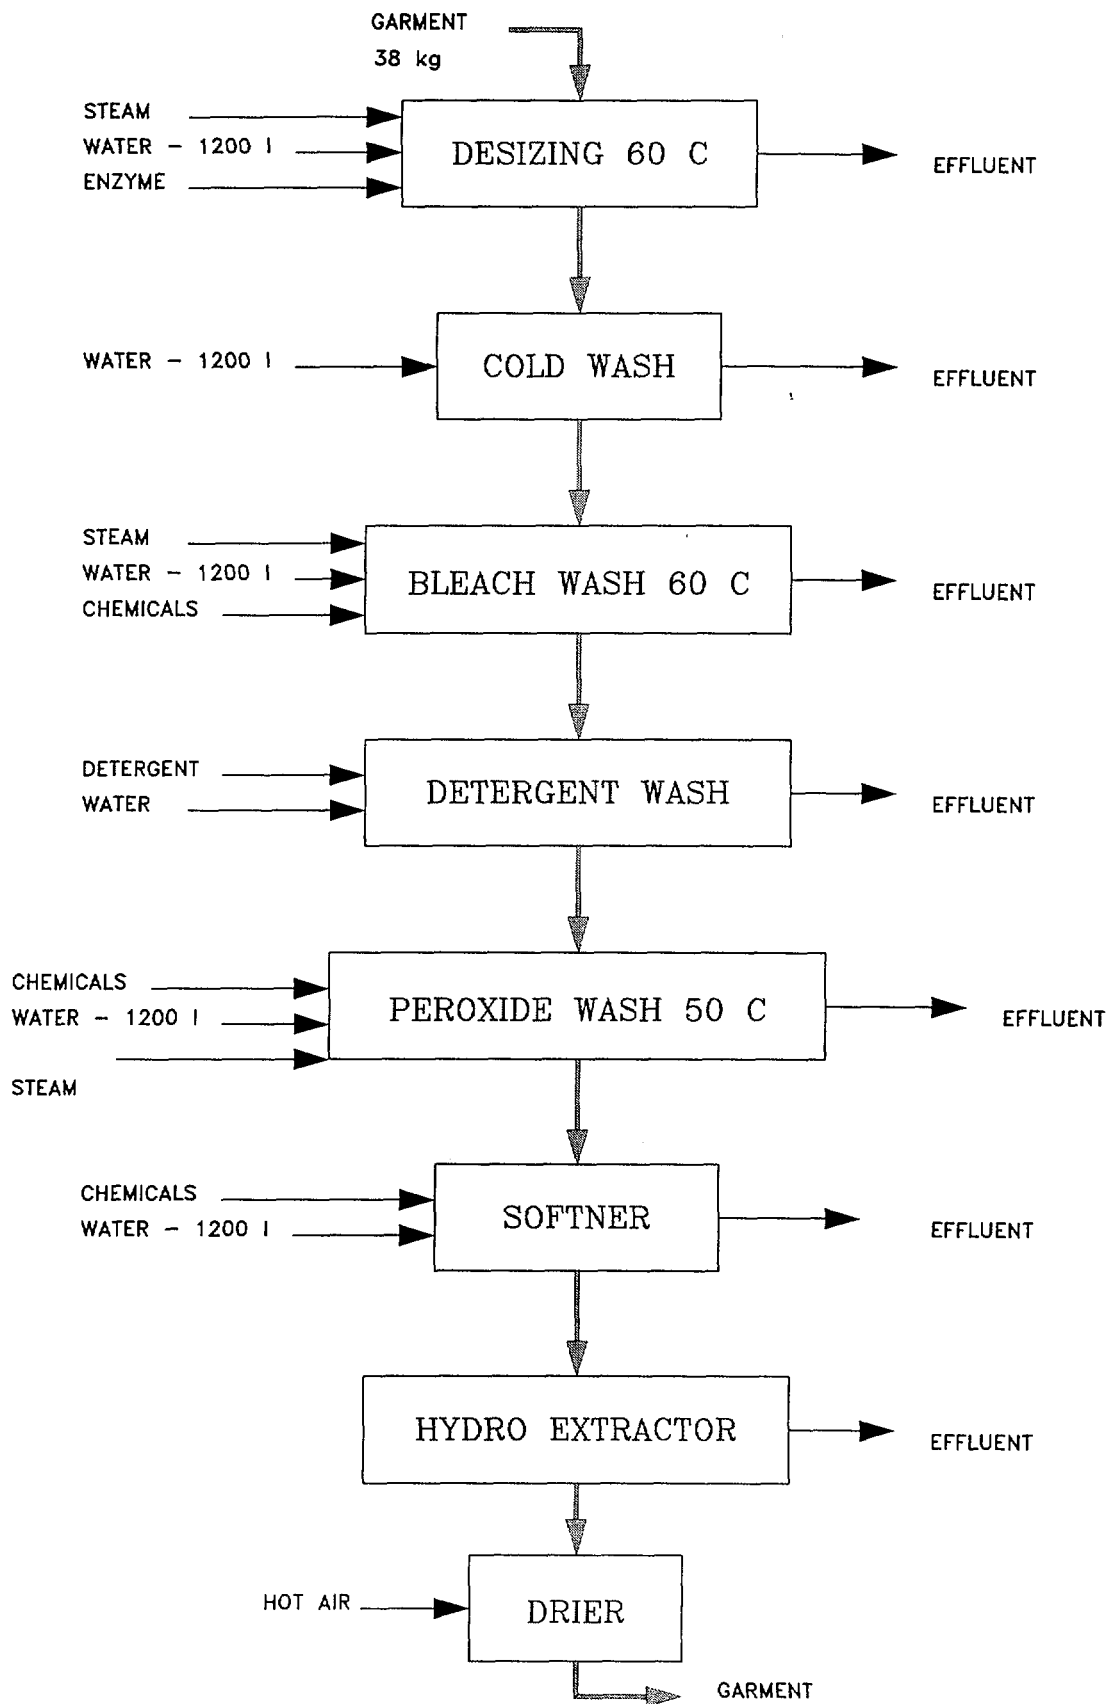 GARMENT
38 kg
STEAM
WATER - 1200 l
ENZYME
DESIZING 60 C
EFFLUENT
WATER - 1200 l
COLD WASH
EFFLUENT
STEAM
WATER - 1200 l
CHEMICALS
BLEACH WASH 60 C
EFFLUENT
DETERGENT
WATER
DETERGENT WASH
EFFLUENT
CHEMICALS
WATER - 1200 l
STEAM
PEROXIDE WASH 50 C
EFFLUENT
CHEMICALS
WATER - 1200 l
SOFTNER
EFFLUENT
HYDRO EXTRACTOR
EFFLUENT
HOT AIR
DRIER
GARMENT